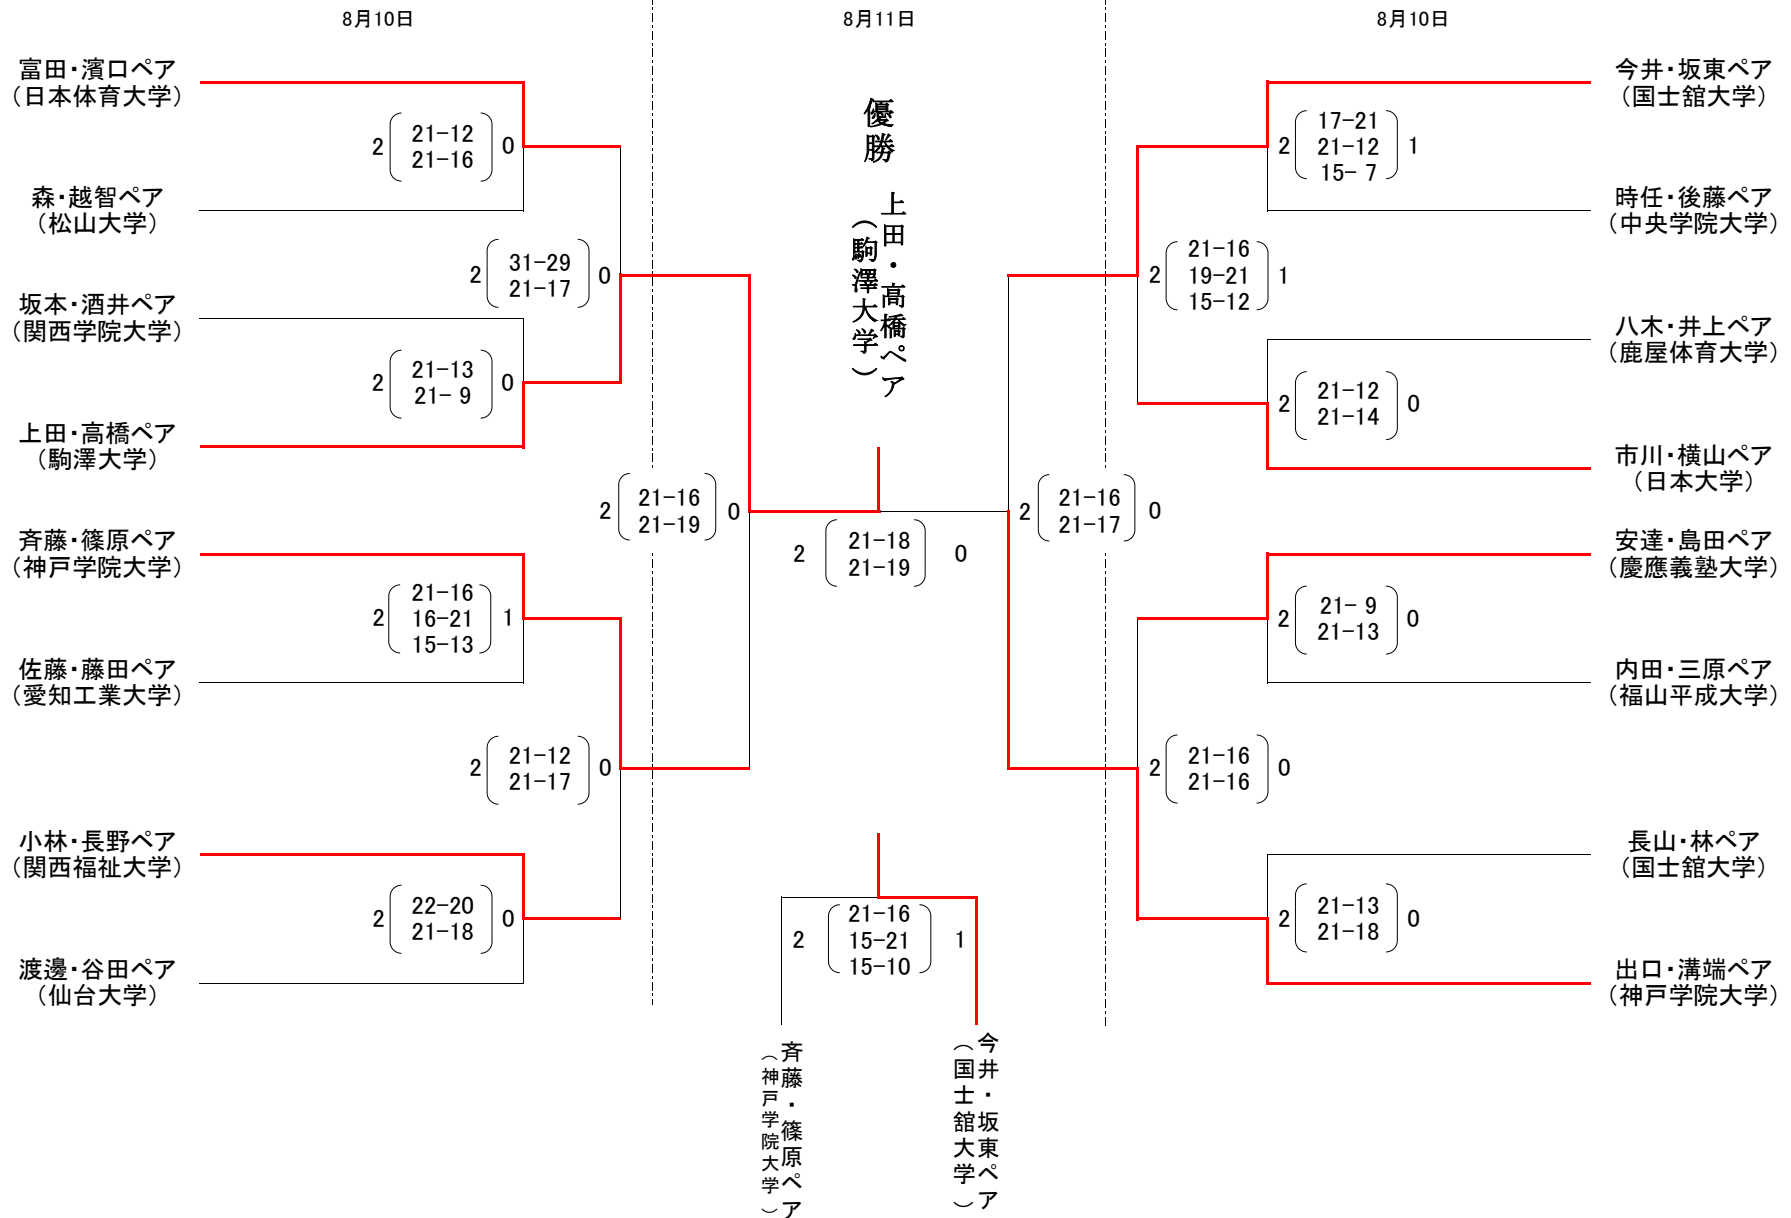 8月10日
8月11日
8月10日
富田・濱口ペア
（日本体育大学）
2 21-12 0
21-16
森・越智ペア
（松山大学）
2 31-29 0
21-17
坂本・酒井ペア
（関西学院大学）
2 21-13 0
21- 9
上田・高橋ペア
（駒澤大学）
2 21-16 0
21-19
斉藤・篠原ペア
（神戸学院大学）
2 21-16 1
16-21
15-13
佐藤・藤田ペア
（愛知工業大学）
2 21-12 0
21-17
小林・長野ペア
（関西福祉大学）
2 22-20 0
21-18
渡邊・谷田ペア
（仙台大学）
優勝 上田・高橋ペア
（駒澤大学）
2 21-18 0
21-19
2 21-16 1
15-21
15-10
斉藤・篠原ペア
（神戸学院大学）
今井・坂東ペア
（国士舘大学）
今井・坂東ペア
（国士舘大学）
2 17-21 1
21-12
15- 7
時任・後藤ペア
（中央学院大学）
2 21-16 1
19-21
15-12
八木・井上ペア
（鹿屋体育大学）
2 21-12 0
21-14
市川・横山ペア
（日本大学）
2 21-16 0
21-17
安達・島田ペア
（慶應義塾大学）
2 21- 9 0
21-13
内田・三原ペア
（福山平成大学）
2 21-16 0
21-16
長山・林ペア
（国士舘大学）
2 21-13 0
21-18
出口・溝端ペア
（神戸学院大学）